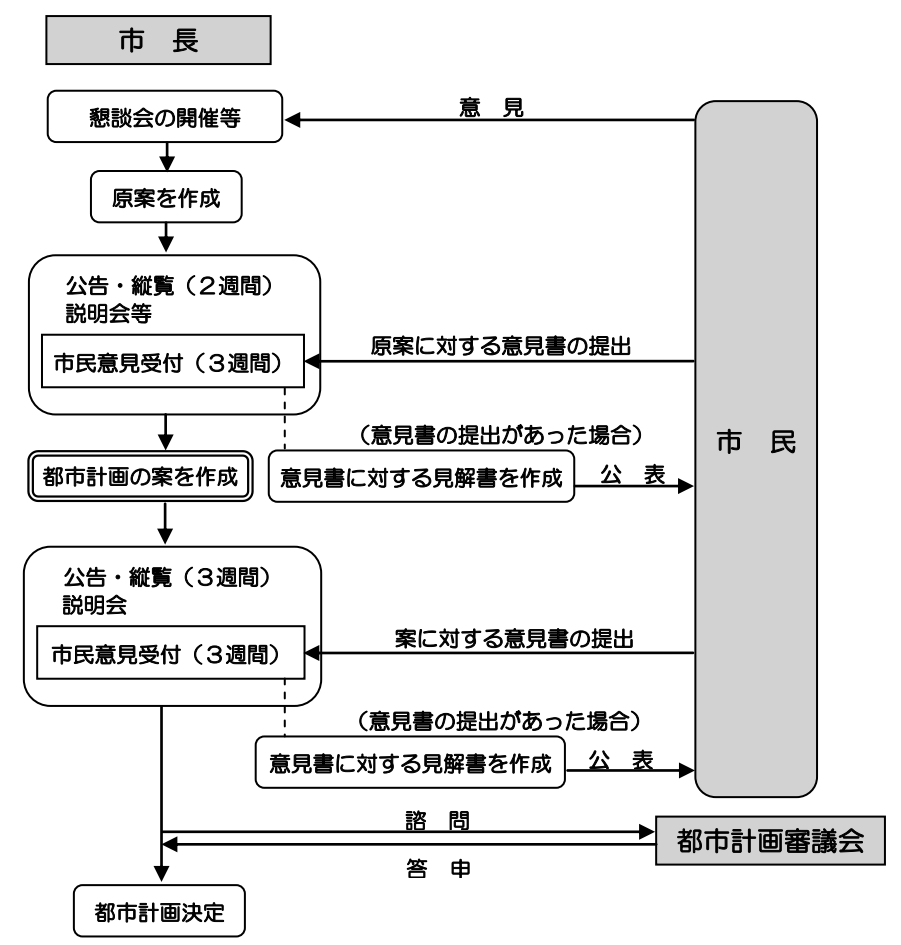 市　長
懇談会の開催等
意　見
原案を作成
公告・縦覧（２週間）
説明会等
原案に対する意見書の提出
市民意見受付（３週間）
（意見書の提出があった場合）
市　民
都市計画の案を作成
意見書に対する見解書を作成
公　表
公告・縦覧（３週間）
説明会
案に対する意見書の提出
市民意見受付（３週間）
（意見書の提出があった場合）
意見書に対する見解書を作成
公　表
諮　問
都市計画審議会
答　申
都市計画決定